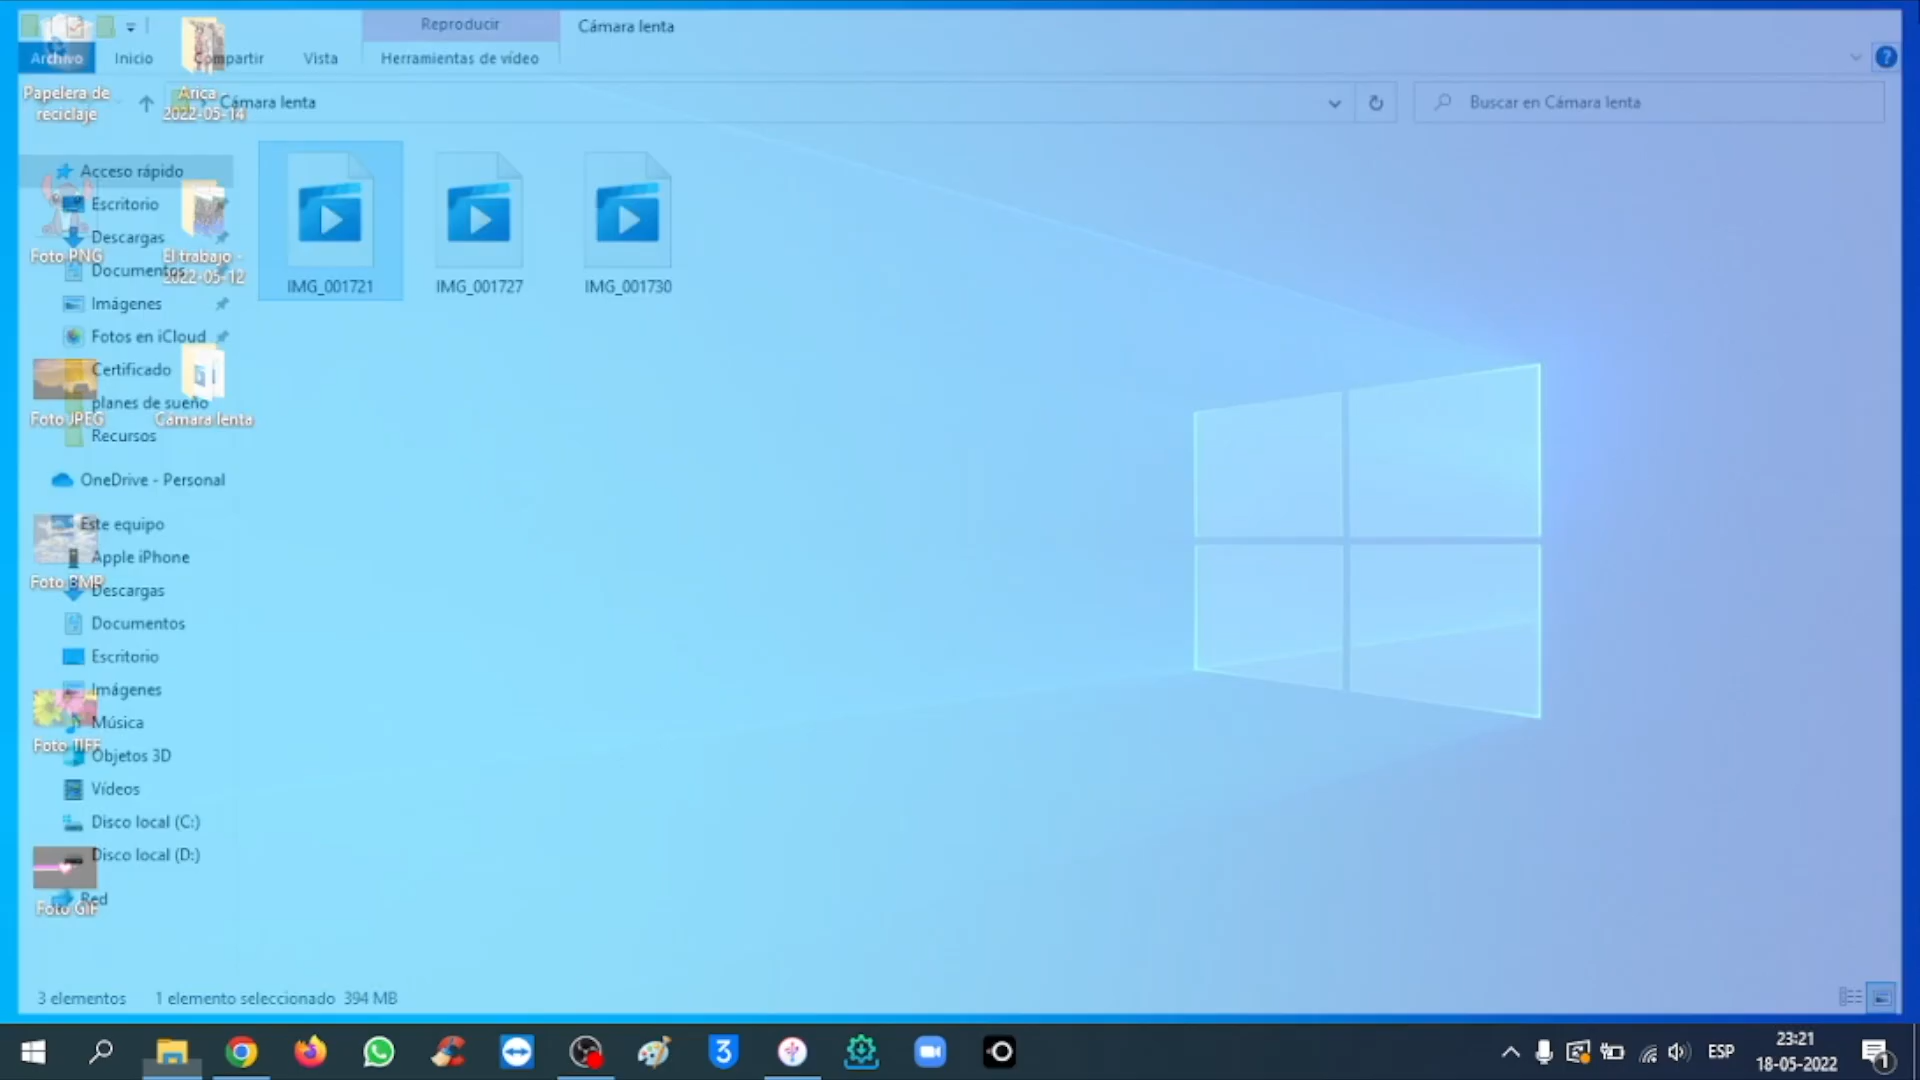 Reproducir
Cámara lenta
Archivo
Inicio
Compartir
Vista
Herramientas de vídeo
Papelera de
reciclaje
Arica -
2022-05-14
Cámara lenta
Buscar en Cámara lenta
Acceso rápido
Escritorio
Descargas
Documentos
Imágenes
Fotos en iCloud
Certificado
planes de sueño
Recursos
OneDrive - Personal
Este equipo
Apple iPhone
Descargas
Documentos
Escritorio
Imágenes
Música
Objetos 3D
Vídeos
Disco local (C:)
Disco local (D:)
Red
Foto PNG
Foto JPEG
Foto BMP
Foto TIFF
Foto GIF
El trabajo -
2022-05-12
Cámara lenta
IMG_001721
IMG_001727
IMG_001730
3 elementos
1 elemento seleccionado 394 MB
3
ESP
23:21
18-05-2022
1